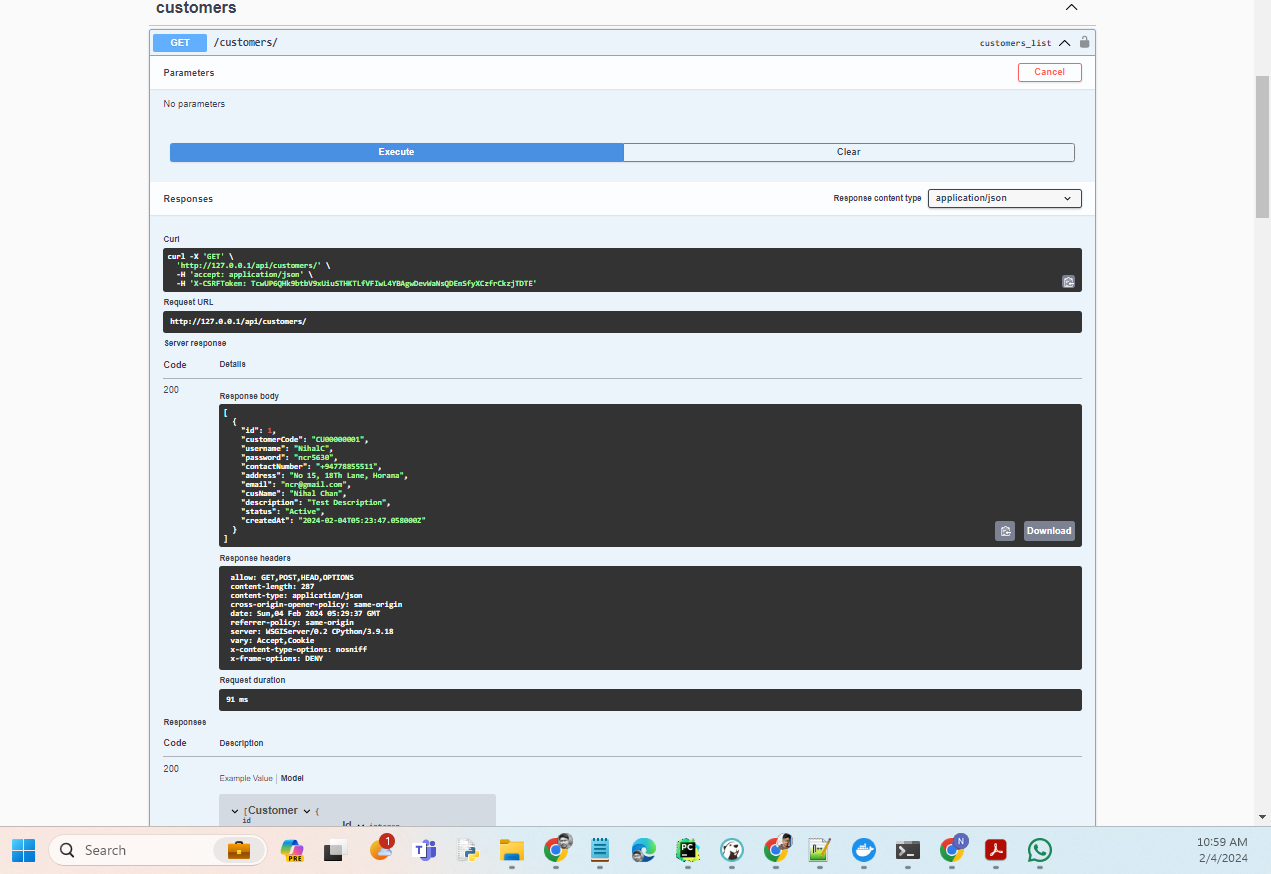 customers
GET /customers/ customers_list
Parameters Cancel
No parameters
Execute Clear
Responses Response content type application/json
Curl
curl -X 'GET' \
'http://127.0.0.1/api/customers/' \
-H 'accept: application/json' \
-H 'X-CSRFToken: TcwUP6QHk9btbV9xUiuSTHKTLfVFIwL4YBAgwDevWaNsQDEmSfyXCzfrCkzjTDTE'
Request URL
http://127.0.0.1/api/customers/
Server response
Code Details
200
Response body
[
{
"id": 1,
"customerCode": "CU00000001",
"username": "NihalC",
"password": "ncr5630",
"contactNumber": "+94778855511",
"address": "No 15, 18Th Lane, Horama",
"email": "ncr@gmail.com",
"cusName": "Nihal Chan",
"description": "Test Description",
"status": "Active",
"createdAt": "2024-02-04T05:23:47.058000Z"
}
]
Download
Response headers
allow: GET,POST,HEAD,OPTIONS
content-length: 287
content-type: application/json
cross-origin-opener-policy: same-origin
date: Sun,04 Feb 2024 05:29:37 GMT
referrer-policy: same-origin
server: WSGIServer/0.2 CPython/3.9.18
vary: Accept,Cookie
x-content-type-options: nosniff
x-frame-options: DENY
Request duration
91 ms
Responses
Code Description
200
Example Value | Model
[Customer {
id
Search
PRE
1
T
PC
N
10:59 AM
2/4/2024